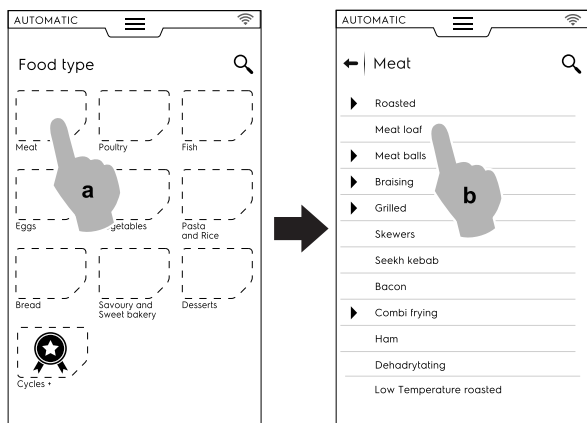 AUTOMATIC
Food type
Meat
Poultry
Fish
a
Eggs
getables
Pasta
and Rice
Bread
Savoury and
Sweet bakery
Desserts
Cycles +
AUTOMATIC
Meat
Roasted
Meat loaf
Meat balls
Braising
b
Grilled
Skewers
Seekh kebab
Bacon
Combi frying
Ham
Dehadrytating
Low Temperature roasted